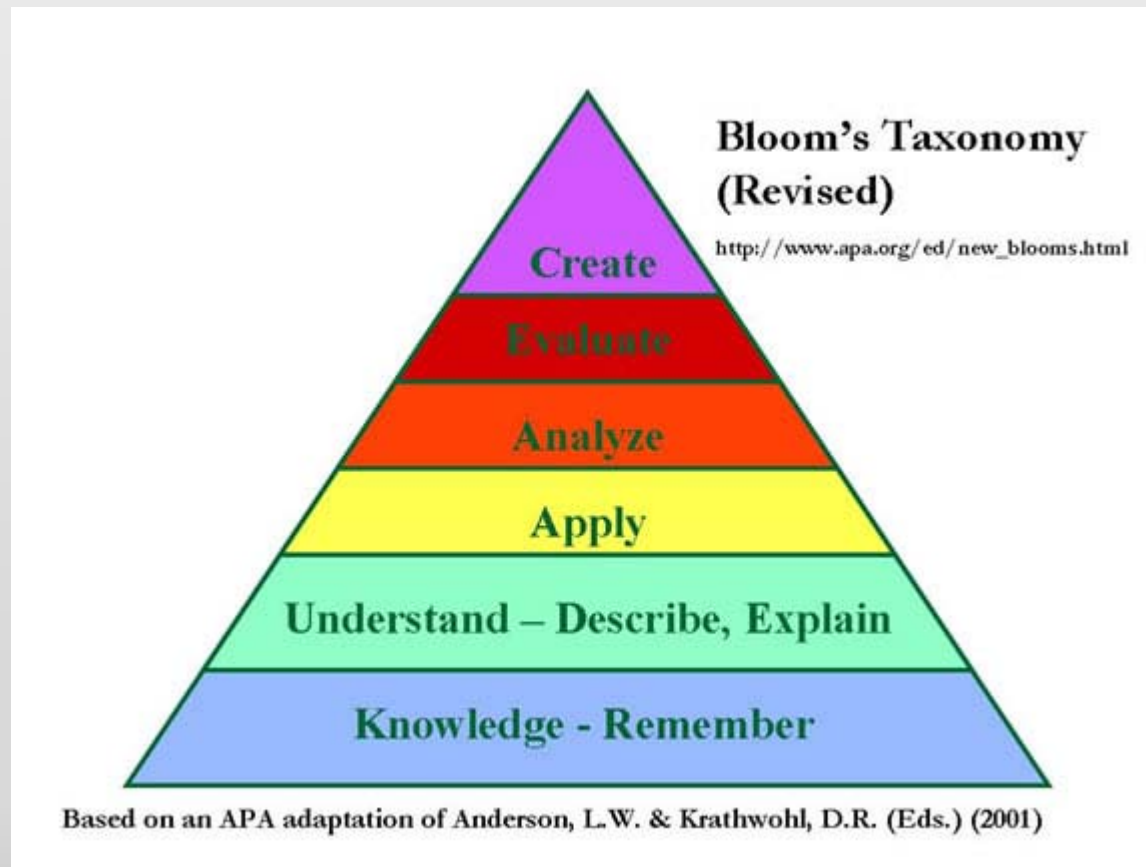 Bloom's Taxonomy
(Revised)
http://www.apa.org/ed/new_blooms.html
Create
Evaluate
Analyze
Apply
Understand – Describe, Explain
Knowledge - Remember
Based on an APA adaptation of Anderson, L.W. & Krathwohl, D.R. (Eds.) (2001)